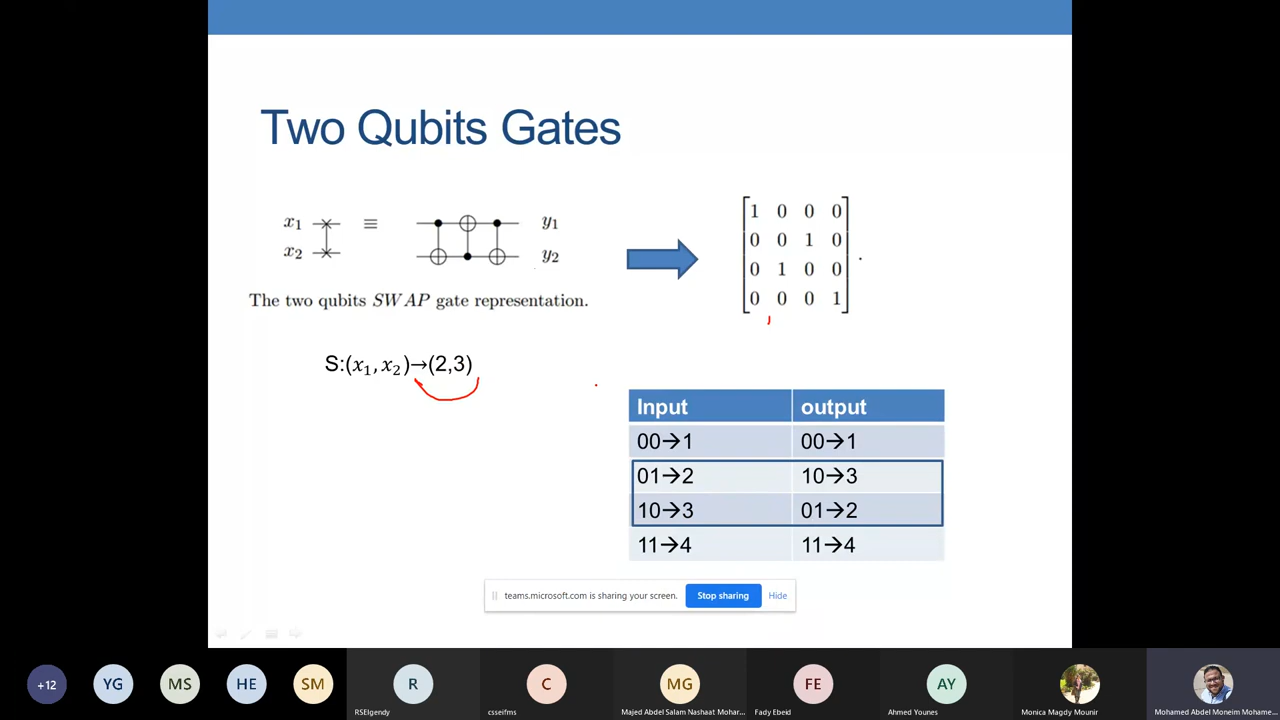 Two Qubits Gates
x₁ ≡ y₁
x₂ y₂
The two qubits SWAP gate representation.
1 0 0 0
0 0 1 0
0 1 0 0
0 0 0 1
S:(x₁, x₂)→(2,3)
Input output
00→1 00→1
01→2 10→3
10→3 01→2
11→4 11→4
teams.microsoft.com is sharing your screen. Stop sharing Hide
+12 YG MS HE SM R C MG FE AY
RSElgendy csseifms Majed Abdel Salam Nashaat Mohar... Fady Ebeid Ahmed Younes Monica Magdy Mounir Mohamed Abdel Moneim Mohame...